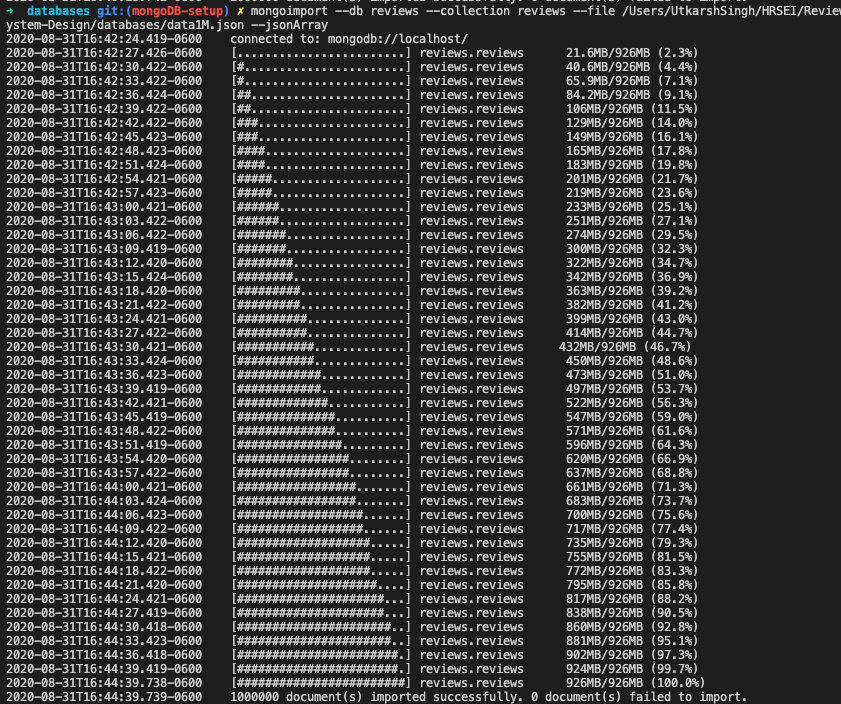 ➜  databases git:(mongoDB-setup) ✗ mongoimport --db reviews --collection reviews --file /Users/UtkarshSingh/HRSEI/Review
ystem-Design/databases/data1M.json --jsonArray
2020-08-31T16:42:24.419-0600    connected to: mongodb://localhost/
2020-08-31T16:42:27.426-0600    [........................] reviews.reviews      21.6MB/926MB (2.3%)
2020-08-31T16:42:30.422-0600    [#.......................] reviews.reviews      40.6MB/926MB (4.4%)
2020-08-31T16:42:33.422-0600    [#.......................] reviews.reviews      65.9MB/926MB (7.1%)
2020-08-31T16:42:36.424-0600    [##......................] reviews.reviews      84.2MB/926MB (9.1%)
2020-08-31T16:42:39.422-0600    [##......................] reviews.reviews      106MB/926MB (11.5%)
2020-08-31T16:42:42.422-0600    [###.....................] reviews.reviews      129MB/926MB (14.0%)
2020-08-31T16:42:45.423-0600    [###.....................] reviews.reviews      149MB/926MB (16.1%)
2020-08-31T16:42:48.423-0600    [####....................] reviews.reviews      165MB/926MB (17.8%)
2020-08-31T16:42:51.424-0600    [####....................] reviews.reviews      183MB/926MB (19.8%)
2020-08-31T16:42:54.421-0600    [#####...................] reviews.reviews      201MB/926MB (21.7%)
2020-08-31T16:42:57.423-0600    [#####...................] reviews.reviews      219MB/926MB (23.6%)
2020-08-31T16:43:00.421-0600    [######..................] reviews.reviews      233MB/926MB (25.1%)
2020-08-31T16:43:03.422-0600    [######..................] reviews.reviews      251MB/926MB (27.1%)
2020-08-31T16:43:06.422-0600    [#######.................] reviews.reviews      274MB/926MB (29.5%)
2020-08-31T16:43:09.419-0600    [#######.................] reviews.reviews      300MB/926MB (32.3%)
2020-08-31T16:43:12.420-0600    [########................] reviews.reviews      322MB/926MB (34.7%)
2020-08-31T16:43:15.424-0600    [########................] reviews.reviews      342MB/926MB (36.9%)
2020-08-31T16:43:18.420-0600    [#########...............] reviews.reviews      363MB/926MB (39.2%)
2020-08-31T16:43:21.422-0600    [#########...............] reviews.reviews      382MB/926MB (41.2%)
2020-08-31T16:43:24.421-0600    [##########..............] reviews.reviews      399MB/926MB (43.0%)
2020-08-31T16:43:27.422-0600    [##########..............] reviews.reviews      414MB/926MB (44.7%)
2020-08-31T16:43:30.421-0600    [###########.............] reviews.reviews     432MB/926MB (46.7%)
2020-08-31T16:43:33.424-0600    [###########.............] reviews.reviews      450MB/926MB (48.6%)
2020-08-31T16:43:36.423-0600    [############............] reviews.reviews      473MB/926MB (51.0%)
2020-08-31T16:43:39.419-0600    [############............] reviews.reviews      497MB/926MB (53.7%)
2020-08-31T16:43:42.421-0600    [#############...........] reviews.reviews      522MB/926MB (56.3%)
2020-08-31T16:43:45.419-0600    [##############..........] reviews.reviews      547MB/926MB (59.0%)
2020-08-31T16:43:48.422-0600    [##############..........] reviews.reviews      571MB/926MB (61.6%)
2020-08-31T16:43:51.419-0600    [###############.........] reviews.reviews      596MB/926MB (64.3%)
2020-08-31T16:43:54.420-0600    [################........] reviews.reviews      620MB/926MB (66.9%)
2020-08-31T16:43:57.422-0600    [################........] reviews.reviews      637MB/926MB (68.8%)
2020-08-31T16:44:00.421-0600    [#################.......] reviews.reviews      661MB/926MB (71.3%)
2020-08-31T16:44:03.424-0600    [#################.......] reviews.reviews      683MB/926MB (73.7%)
2020-08-31T16:44:06.423-0600    [##################......] reviews.reviews      700MB/926MB (75.6%)
2020-08-31T16:44:09.422-0600    [##################......] reviews.reviews      717MB/926MB (77.4%)
2020-08-31T16:44:12.420-0600    [###################.....] reviews.reviews      735MB/926MB (79.3%)
2020-08-31T16:44:15.421-0600    [###################.....] reviews.reviews      755MB/926MB (81.5%)
2020-08-31T16:44:18.422-0600    [###################.....] reviews.reviews      772MB/926MB (83.3%)
2020-08-31T16:44:21.420-0600    [####################....] reviews.reviews      795MB/926MB (85.8%)
2020-08-31T16:44:24.421-0600    [#####################...] reviews.reviews      817MB/926MB (88.2%)
2020-08-31T16:44:27.419-0600    [#####################...] reviews.reviews      838MB/926MB (90.5%)
2020-08-31T16:44:30.418-0600    [######################..] reviews.reviews      860MB/926MB (92.8%)
2020-08-31T16:44:33.423-0600    [######################..] reviews.reviews      881MB/926MB (95.1%)
2020-08-31T16:44:36.418-0600    [#######################.] reviews.reviews      902MB/926MB (97.3%)
2020-08-31T16:44:39.418-0600    [#######################.] reviews.reviews      924MB/926MB (99.7%)
2020-08-31T16:44:39.738-0600    [########################] reviews.reviews      926MB/926MB (100.0%)
2020-08-31T16:44:39.739-0600    1000000 document(s) imported successfully. 0 document(s) failed to import.